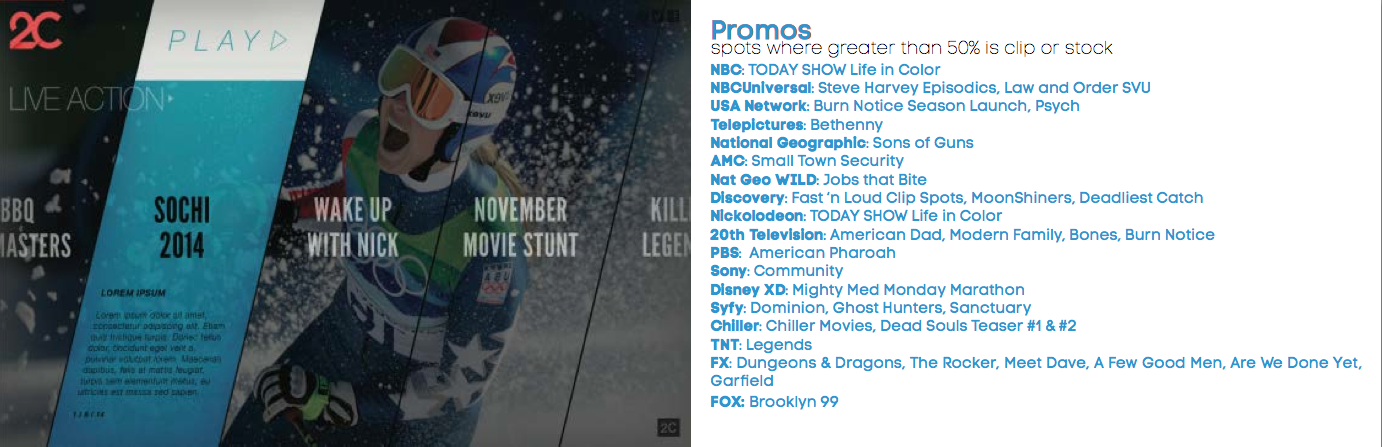 2C
PLAY
LIVE ACTION
BBQ
MASTERS
SOCHI
2014
WAKE UP
WITH NICK
NOVEMBER
MOVIE STUNT
KILL
LEGEN
LOREM IPSUM
Lorem ipsum dolor sit amet,
consectetur adipiscing elit. Etiam
quis tristique turpis. Donec tellus
dolor, tincidunt eget vent a,
pulvinar volutpat lorem. Maecenas
dapibus, felis at mattis feugiat,
turpis sem elementum metus, eu
ultricies est massa sed sapien.
XBVU
XBVU
2C
Promos
spots where greater than 50% is clip or stock
NBC: TODAY SHOW Life in Color
NBCUniversal: Steve Harvey Episodics, Law and Order SVU
USA Network: Burn Notice Season Launch, Psych
Telepictures: Bethenny
National Geographic: Sons of Guns
AMC: Small Town Security
Nat Geo WILD: Jobs that Bite
Discovery: Fast ‘n Loud Clip Spots, MoonShiners, Deadliest Catch
Nickolodeon: TODAY SHOW Life in Color
20th Television: American Dad, Modern Family, Bones, Burn Notice
PBS: American Pharoah
Sony: Community
Disney XD: Mighty Med Monday Marathon
Syfy: Dominion, Ghost Hunters, Sanctuary
Chiller: Chiller Movies, Dead Souls Teaser #1 & #2
TNT: Legends
FX: Dungeons & Dragons, The Rocker, Meet Dave, A Few Good Men, Are We Done Yet,
Garfield
FOX: Brooklyn 99